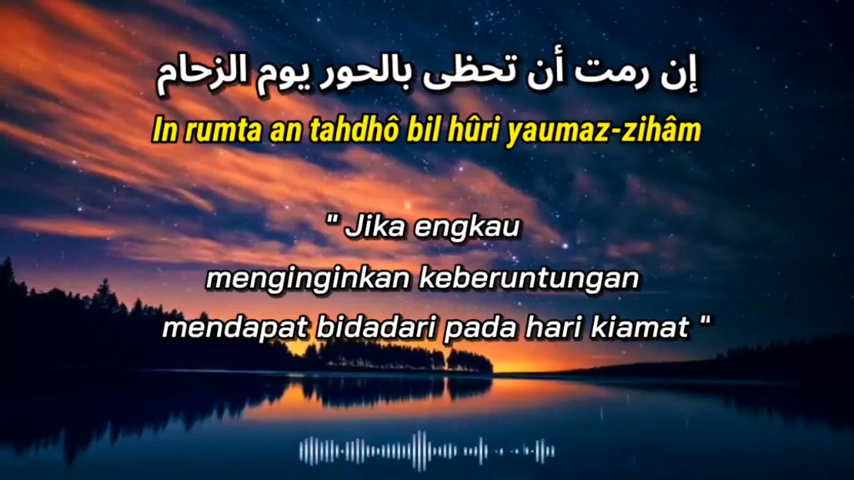 إن رمت أن تحظى بالحور يوم الزحام
In rumta an tahdhô bil hûri yaumaz-zihâm
" Jika engkau
menginginkan keberuntungan
mendapat bidadari pada hari kiamat "